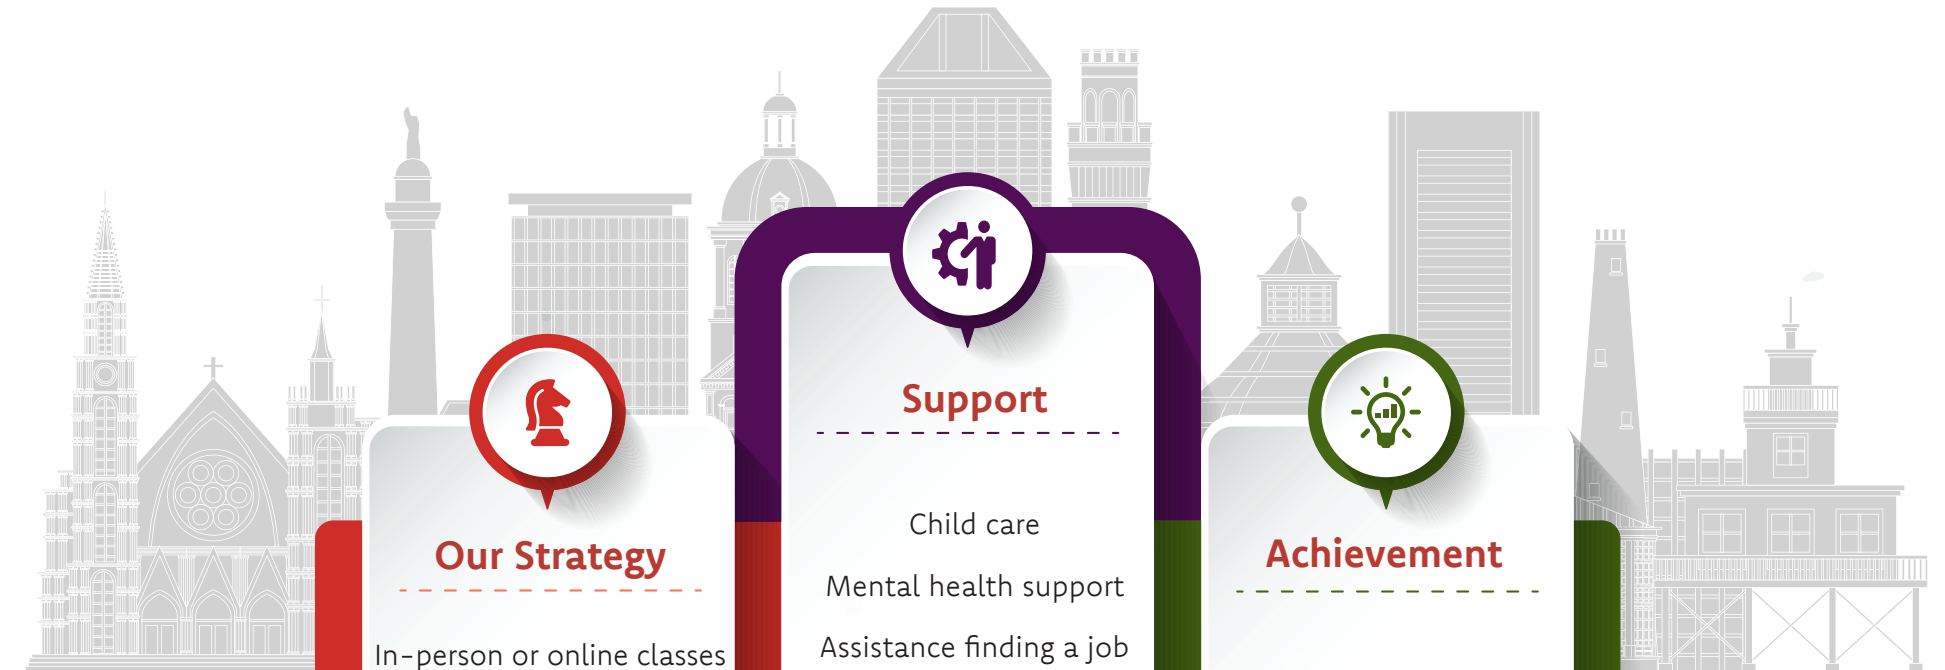 Our Strategy
In-person or online classes
Support
Child care
Mental health support
Assistance finding a job
Achievement